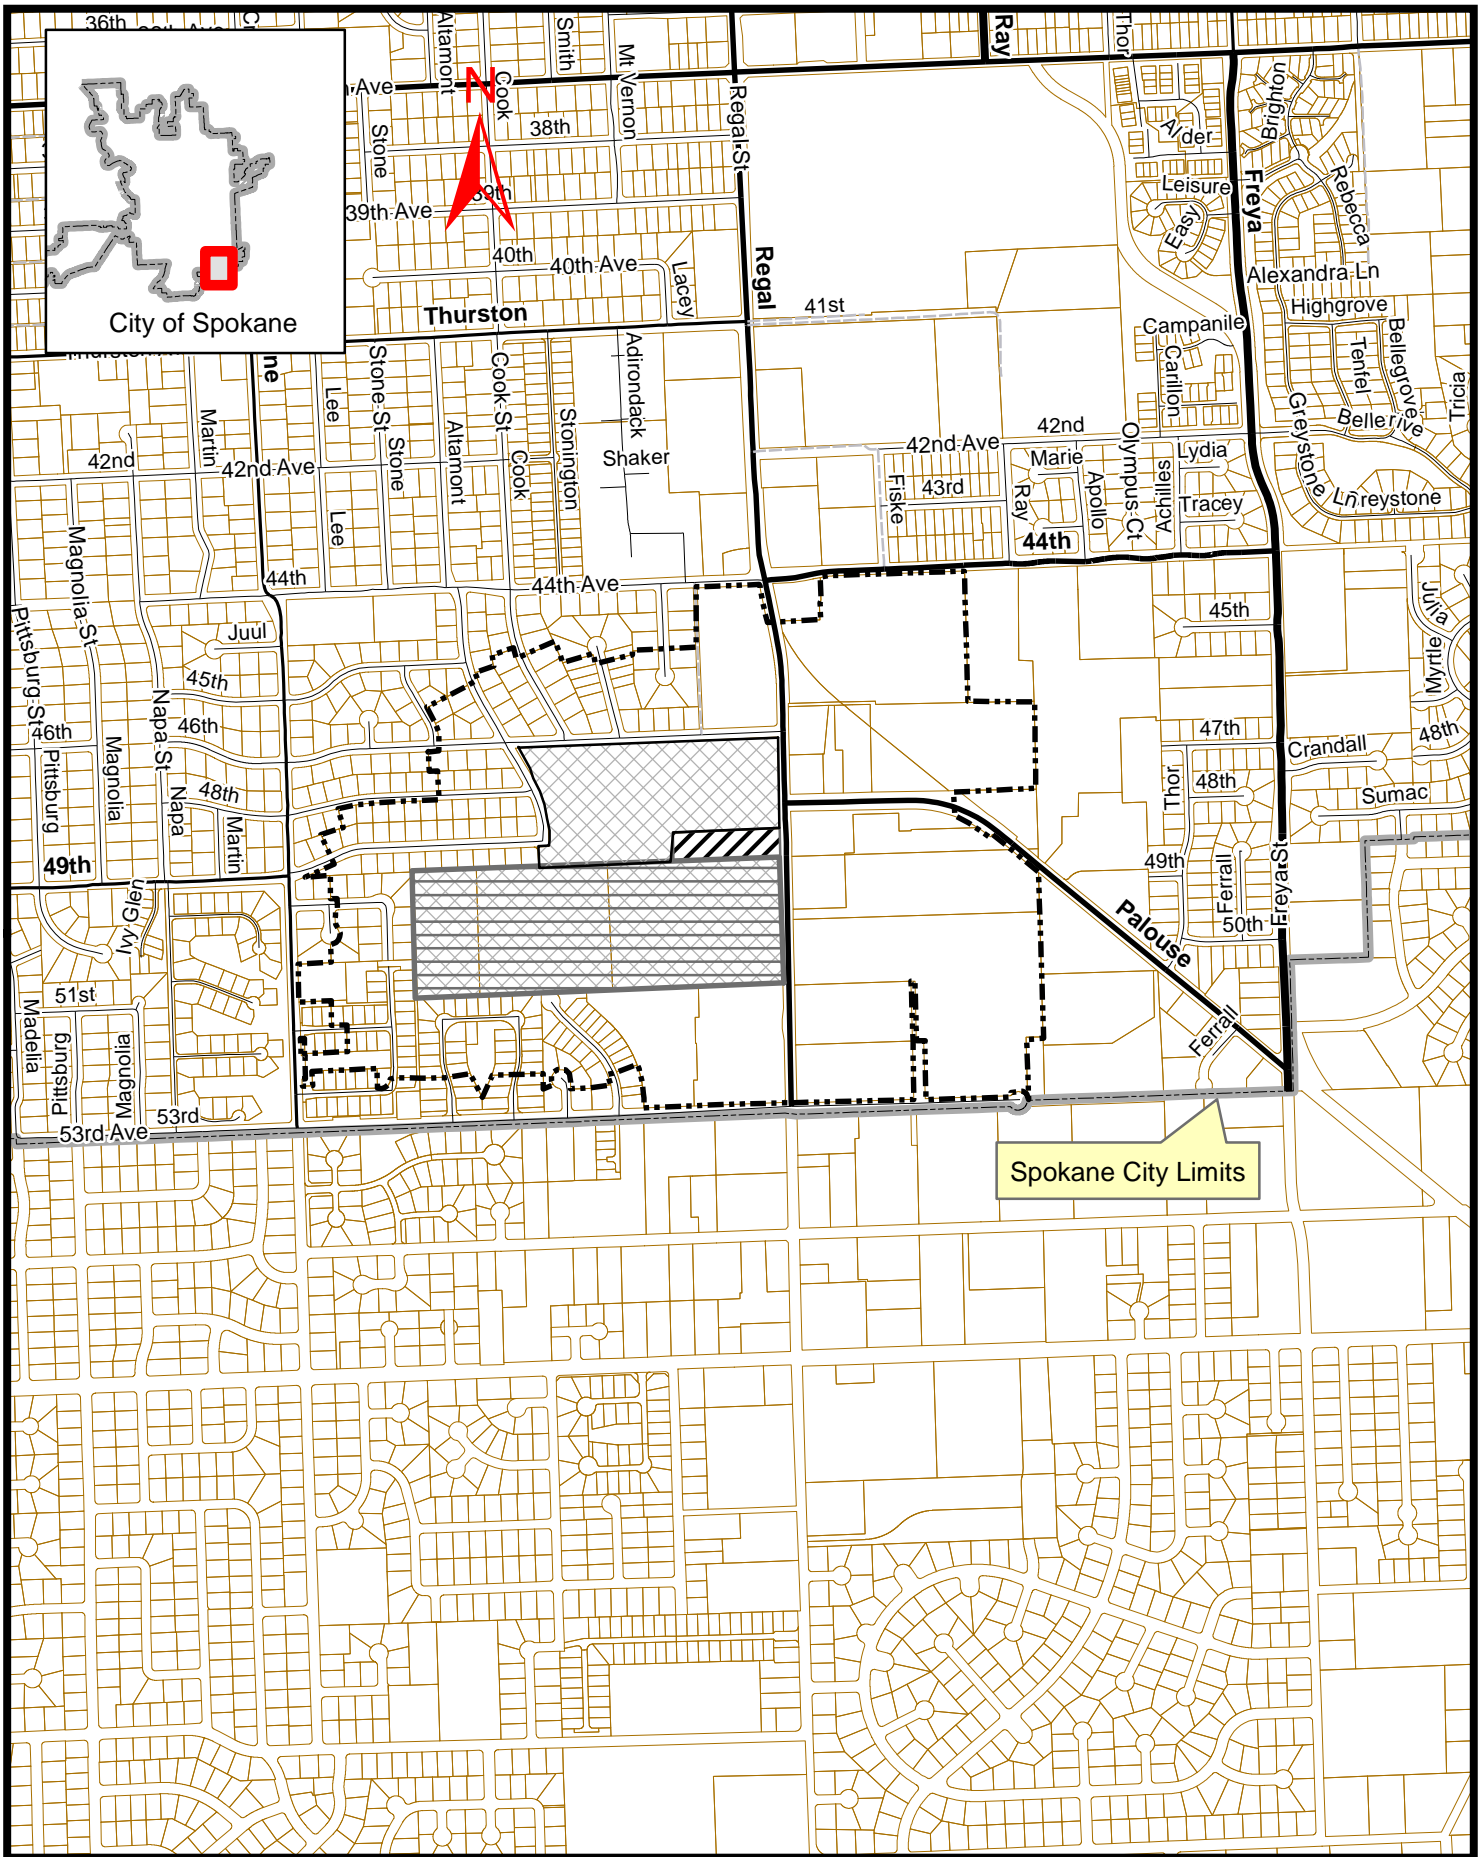 36th
Altamont
Smith
Ray
Thor
N
Cook
Mt Vernon
Ave
Stone
38th
Regal St
Alder
Brighton
39th
39th Ave
Leisure
Easy
Freya
Rebecca
40th
40th Ave
Lacey
Regal
Alexandra Ln
Highgrove
City of Spokane
Thurston
41st
Campanile
Carillon
Tenfel
Bellegrove
Tricia
Martin
Lee
Stone St
Stone
Altamont
Cook St
Cook
Stonington
Adirondack
Shaker
42nd
42nd Ave
42nd Ave
42nd
Marie
Olympus Ct
Lydia
Greystone
Bellerive
Fiske
43rd
Ray
Apollo
Achilles
Tracey
Greystone
Lee
44th
Magnolia St
44th
44th Ave
Pittsburg St
Juul
45th
Julia
Myrtle
45th
Napa St
46th
46th
47th
Crandall
48th
Pittsburg
Magnolia
Napa
48th
Martin
Thor
48th
Sumac
49th
49th
Ferrall
Freya St
Ivy Glen
Palouse
50th
51st
Madelia
Pittsburg
Magnolia
Ferrall
53rd
53rd Ave
Spokane City Limits